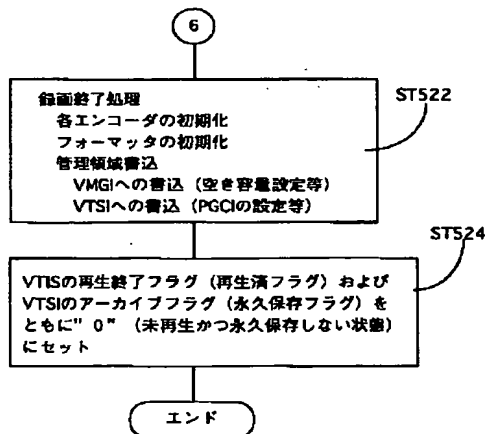 6
録画終了処理
各エンコーダの初期化
フォーマッタの初期化
管理領域書込
VMGIへの書込（空き容量設定等）
VTSIへの書込（PGCIの設定等）
ST522
ST524
VTISの再生終了フラグ（再生済フラグ）および
VTSIのアーカイブフラグ（永久保存フラグ）を
ともに"０"（未再生かつ永久保存しない状態）
にセット
エンド